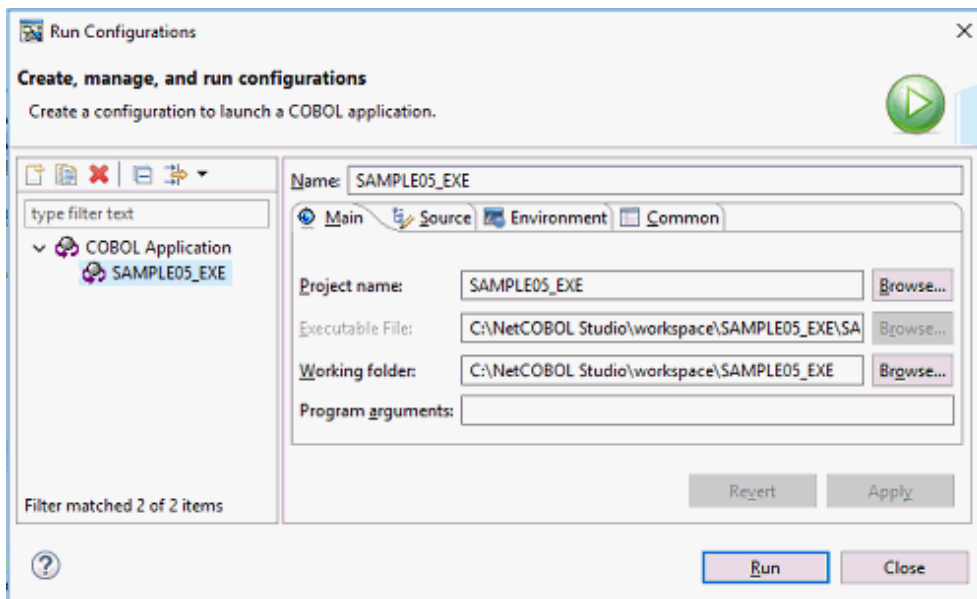 Run Configurations
Create, manage, and run configurations
Create a configuration to launch a COBOL application.
type filter text
COBOL Application
SAMPLE05_EXE
Filter matched 2 of 2 items
Name: SAMPLE05_EXE
Main Source Environment Common
Project name: SAMPLE05_EXE Browse...
Executable File: C:\NetCOBOL Studio\workspace\SAMPLE05_EXE\SA Browse...
Working folder: C:\NetCOBOL Studio\workspace\SAMPLE05_EXE Browse...
Program arguments:
Revert Apply
Run Close